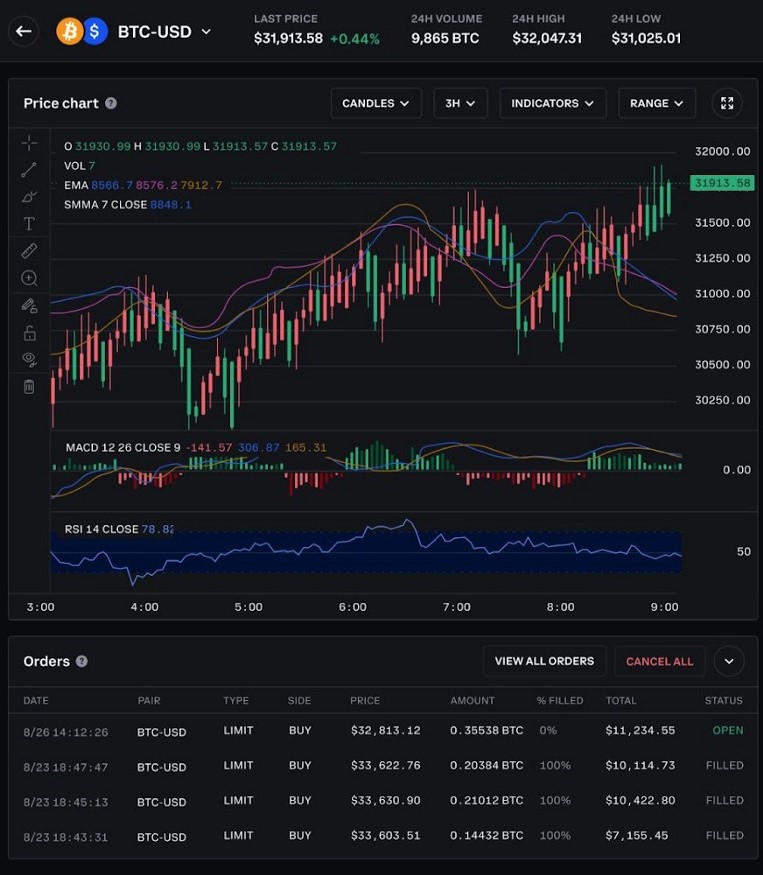 BTC-USD
LAST PRICE
$31,913.58 +0.44%
24H VOLUME
9,865 BTC
24H HIGH
$32,047.31
24H LOW
$31,025.01
Price chart
CANDLES
3H
INDICATORS
RANGE
O 31930.99 H 31930.99 L 31913.57 C 31913.57
VOL 7
EMA 8566.7 8576.2 7912.7
SMMA 7 CLOSE 8848.1
32000.00
31913.58
31500.00
31250.00
31000.00
30750.00
30500.00
30250.00
MACD 12 26 CLOSE 9 -141.57 306.87 165.31
0.00
RSI 14 CLOSE 78.82
50
3:00 4:00 5:00 6:00 7:00 8:00 9:00
Orders
VIEW ALL ORDERS
CANCEL ALL
DATE PAIR TYPE SIDE PRICE AMOUNT % FILLED TOTAL STATUS
8/26 14:12:26 BTC-USD LIMIT BUY $32,813.12 0.35538 BTC 0% $11,234.55 OPEN
8/23 18:47:47 BTC-USD LIMIT BUY $33,622.76 0.20384 BTC 100% $10,114.73 FILLED
8/23 18:45:13 BTC-USD LIMIT BUY $33,630.90 0.21012 BTC 100% $10,422.80 FILLED
8/23 18:43:31 BTC-USD LIMIT BUY $33,603.51 0.14432 BTC 100% $7,155.45 FILLED